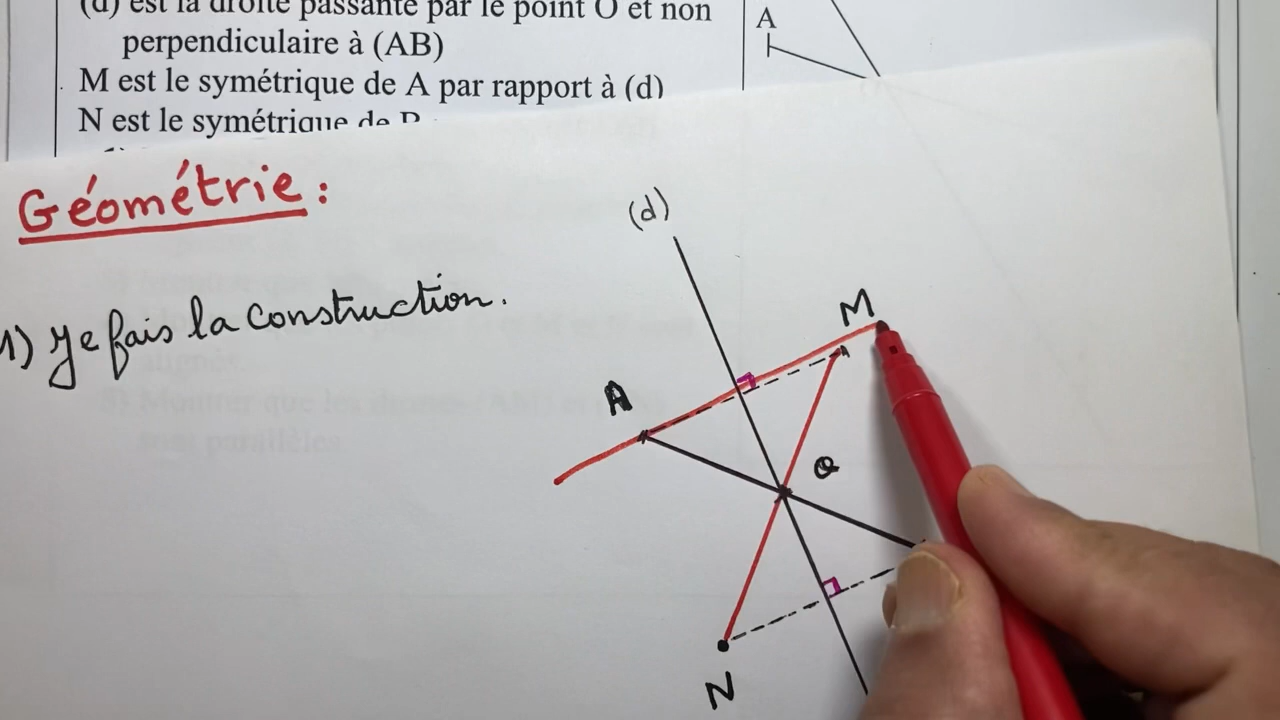 (d) est la droite passante par le point O et non
perpendiculaire à (AB)
A
M est le symétrique de A par rapport à (d)
N est le symétrique de
Géométrie :
1) Je fais la construction.
(d)
M
A
O
N